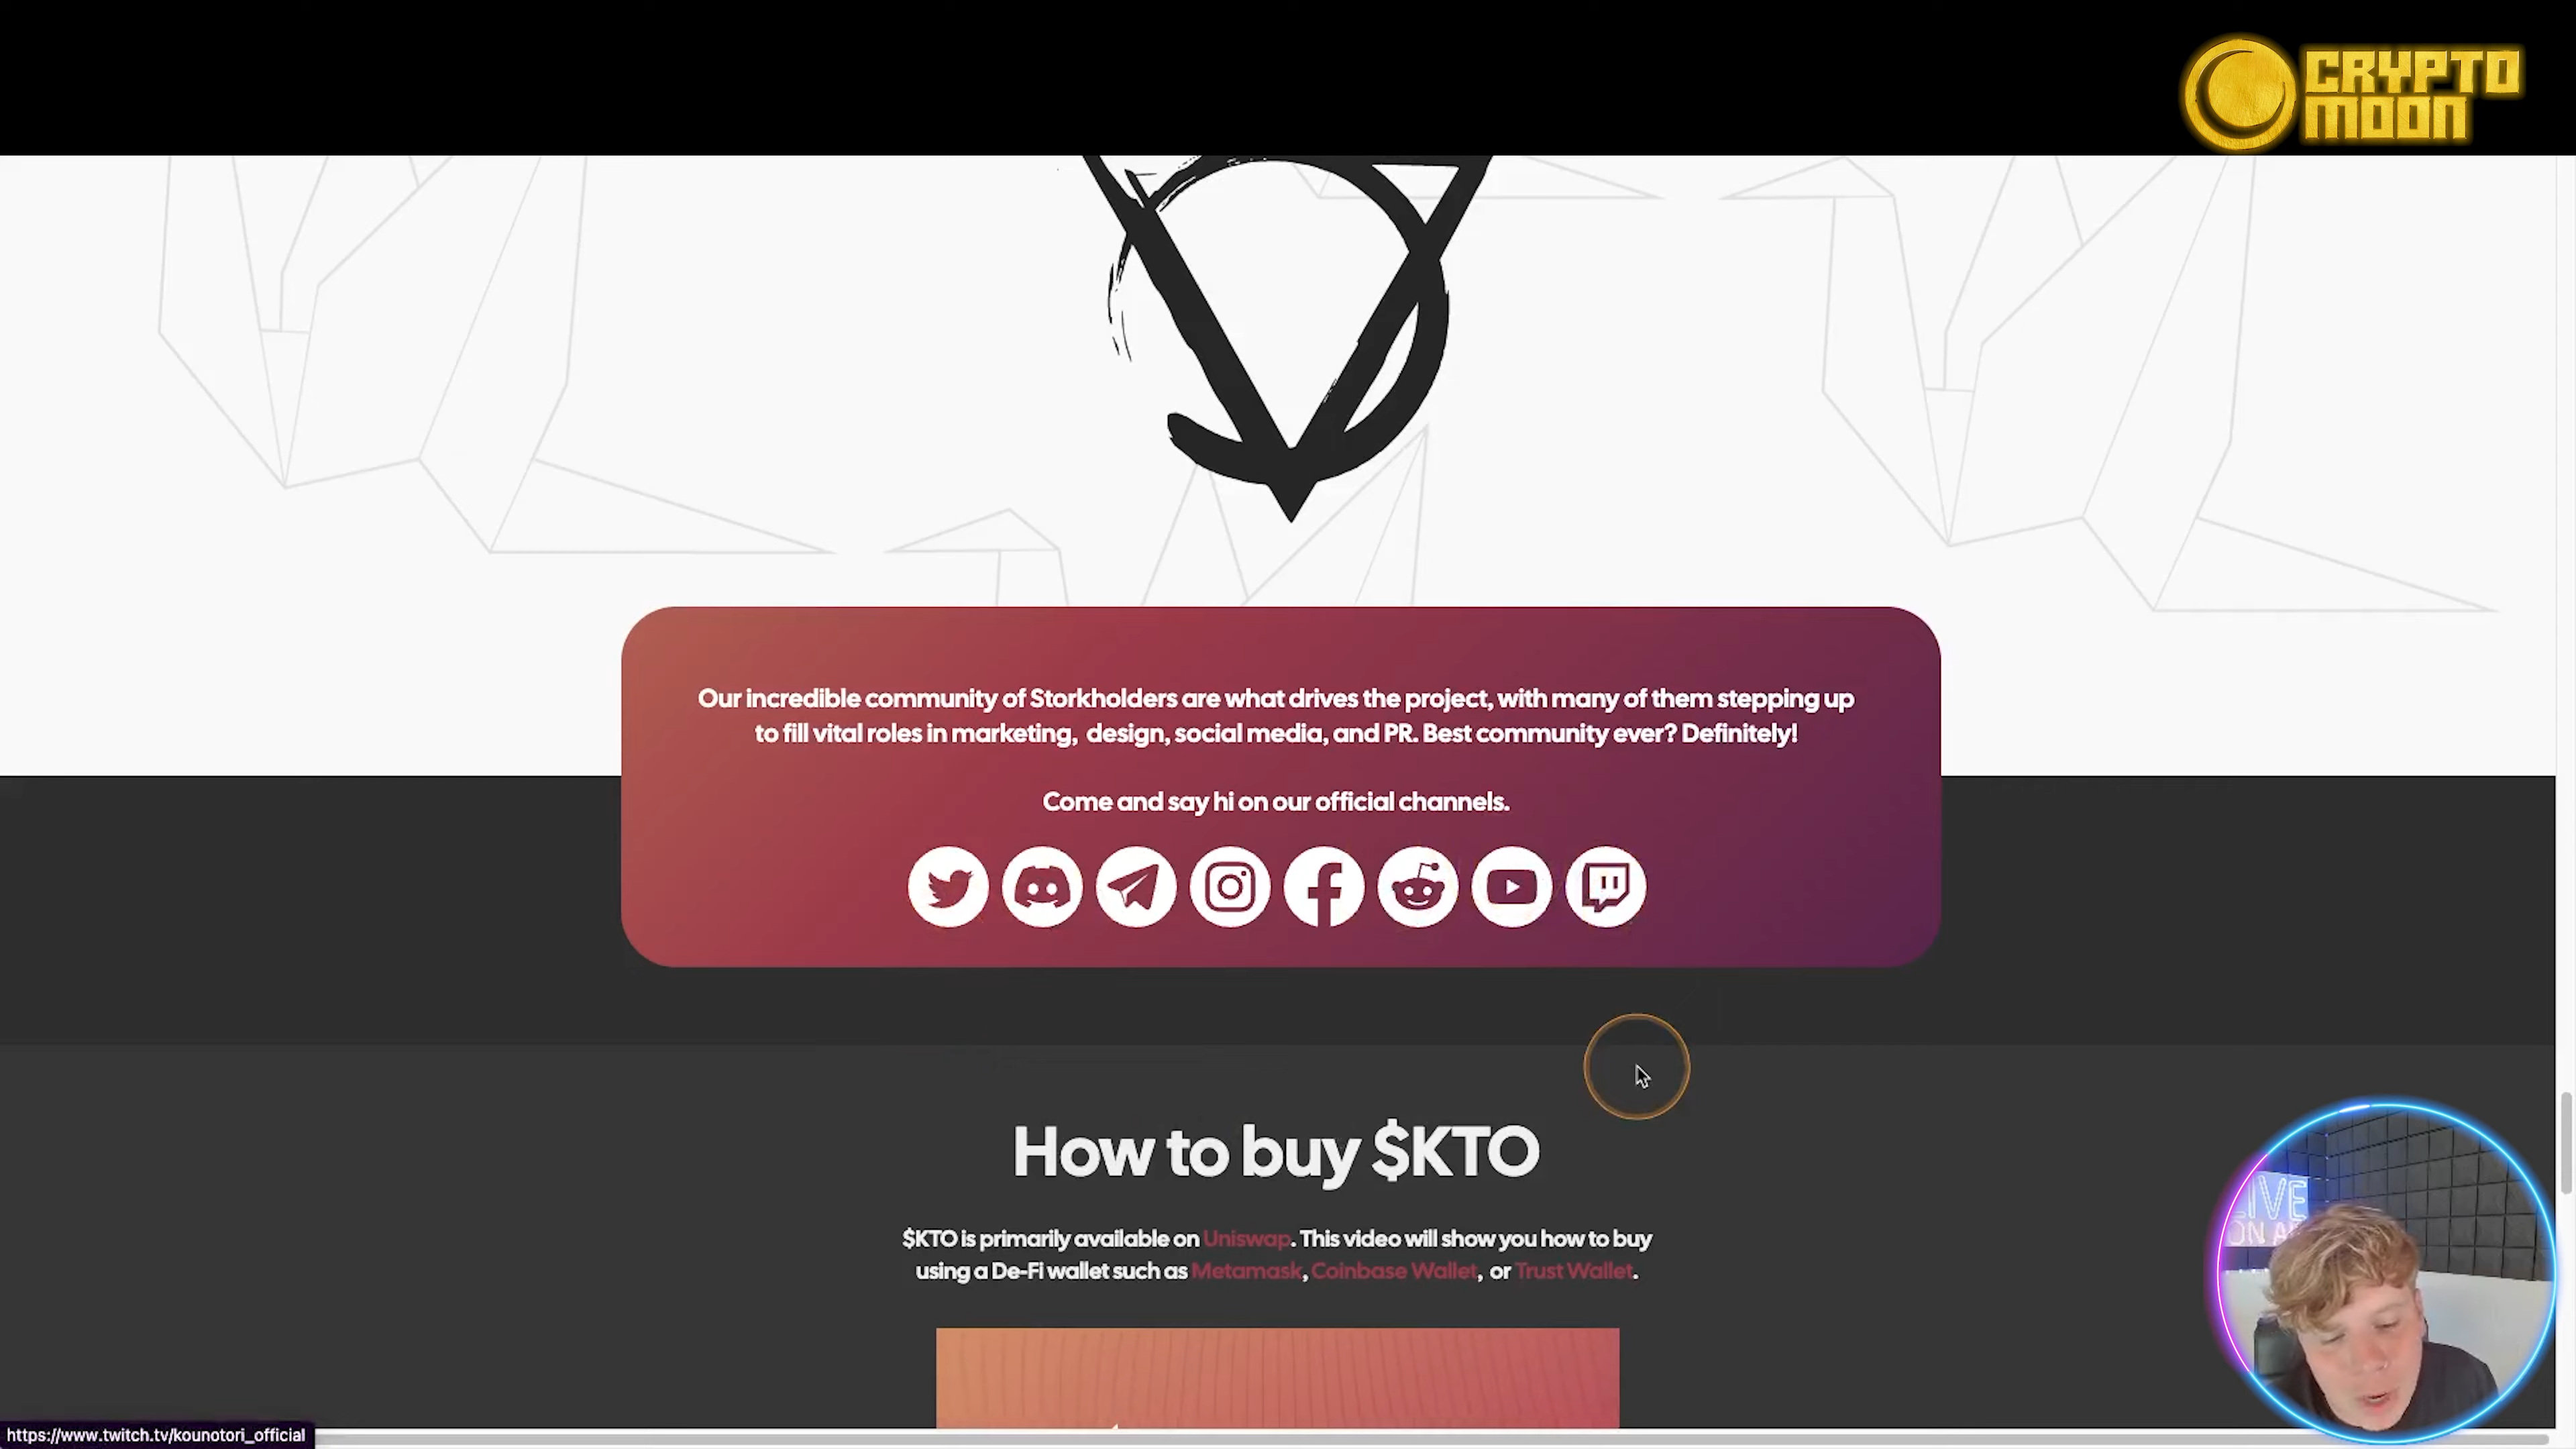 CRYPTO
MOON
Our incredible community of Storkholders are what drives the project, with many of them stepping up
to fill vital roles in marketing, design, social media, and PR. Best community ever? Definitely!
Come and say hi on our official channels.
How to buy $KTO
$KTO is primarily available on Uniswap. This video will show you how to buy
using a De-Fi wallet such as Metamask, Coinbase Wallet, or Trust Wallet.
LIVE
ON A
https://www.twitch.tv/kounotori_official